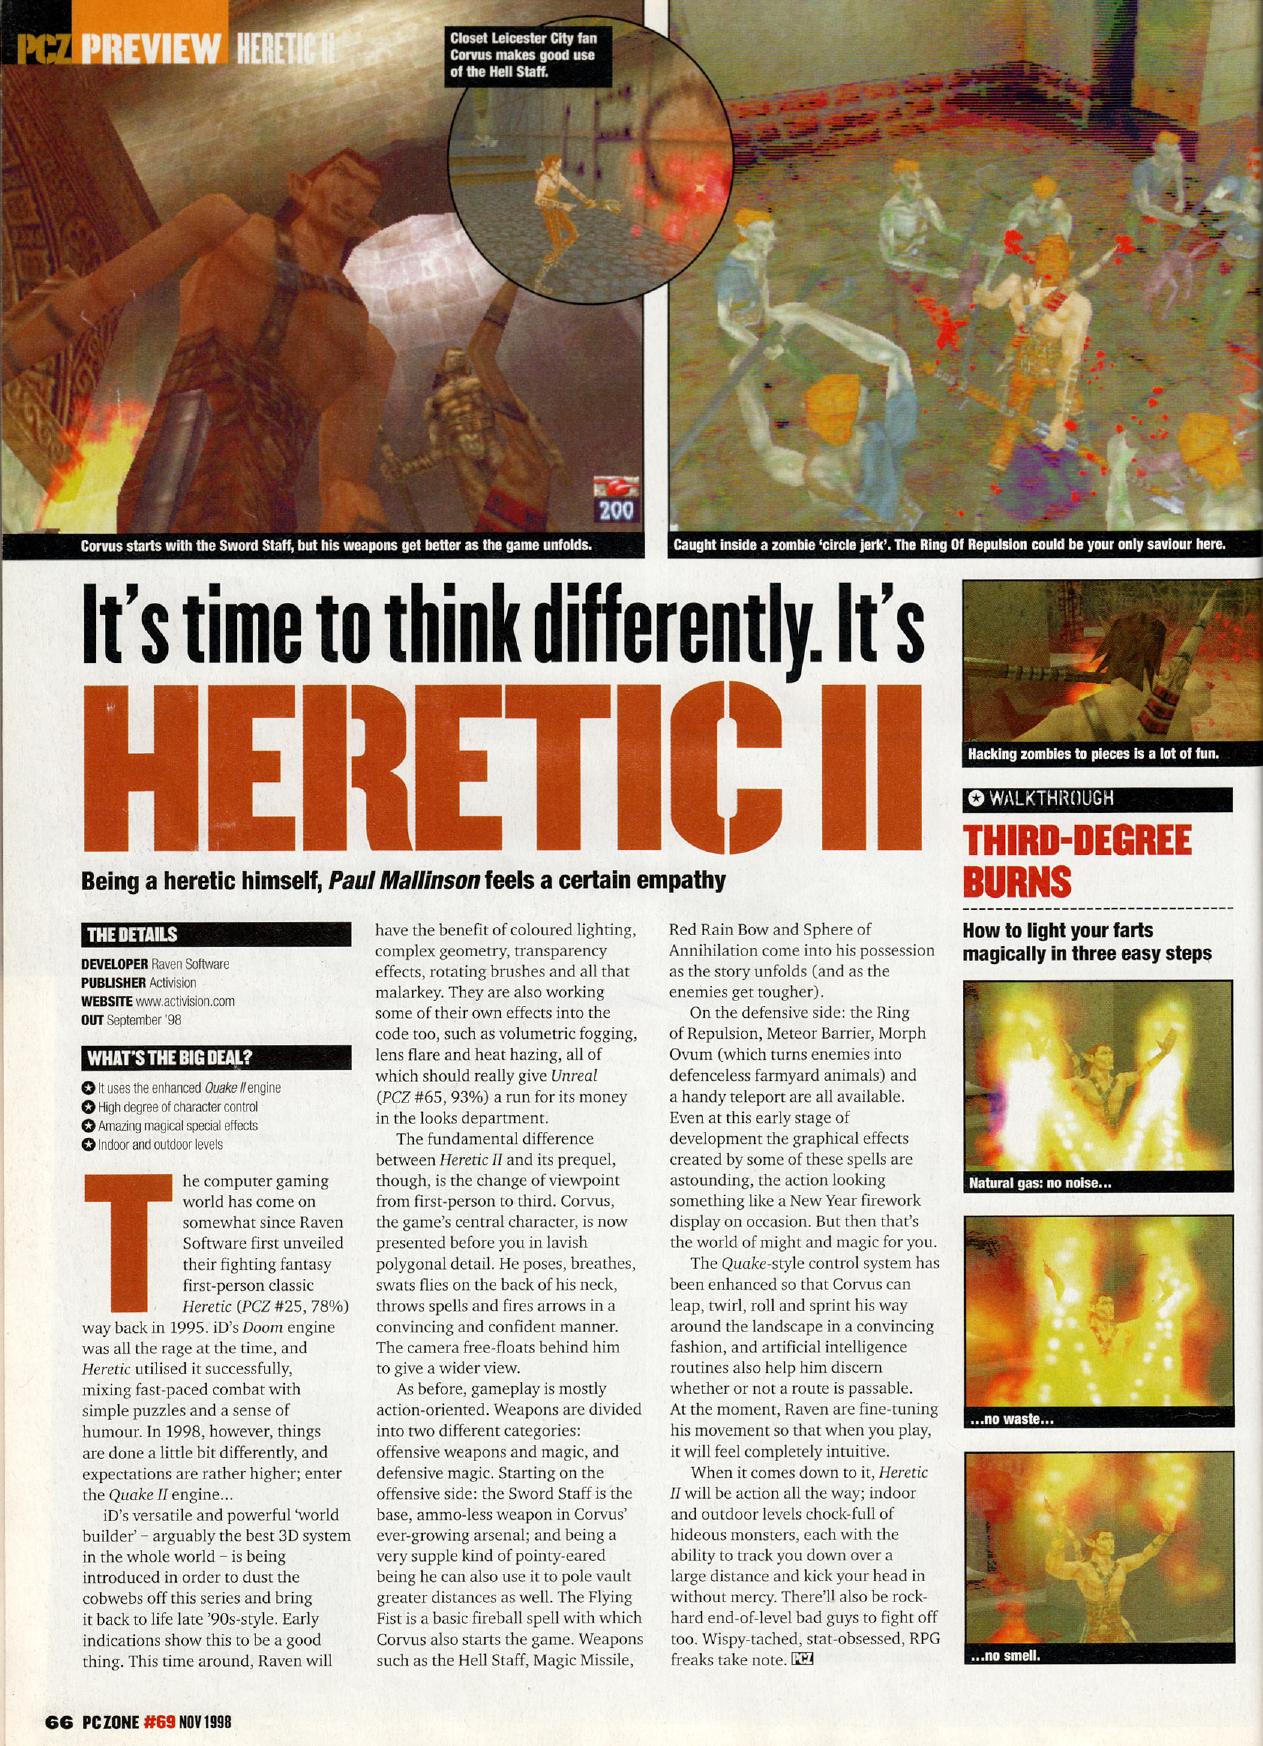 PCZ PREVIEW HERETIC II
Closet Leicester City fan
Corvus makes good use
of the Hell Staff.
200
Corvus starts with the Sword Staff, but his weapons get better as the game unfolds.
Caught inside a zombie 'circle jerk'. The Ring Of Repulsion could be your only saviour here.
It's time to think differently. It's
HERETIC II
Being a heretic himself, Paul Mallinson feels a certain empathy
THE DETAILS
DEVELOPER Raven Software
PUBLISHER Activision
WEBSITE www.activision.com
OUT September '98
WHAT'S THE BIG DEAL?
It uses the enhanced Quake II engine
High degree of character control
Amazing magical special effects
Indoor and outdoor levels
The computer gaming
world has come on
somewhat since Raven
Software first unveiled
their fighting fantasy
first-person classic
Heretic (PCZ #25, 78%)
way back in 1995. iD's Doom engine
was all the rage at the time, and
Heretic utilised it successfully,
mixing fast-paced combat with
simple puzzles and a sense of
humour. In 1998, however, things
are done a little bit differently, and
expectations are rather higher; enter
the Quake II engine...
iD's versatile and powerful 'world
builder' – arguably the best 3D system
in the whole world – is being
introduced in order to dust the
cobwebs off this series and bring
it back to life late '90s-style. Early
indications show this to be a good
thing. This time around, Raven will
have the benefit of coloured lighting,
complex geometry, transparency
effects, rotating brushes and all that
malarkey. They are also working
some of their own effects into the
code too, such as volumetric fogging,
lens flare and heat hazing, all of
which should really give Unreal
(PCZ #65, 93%) a run for its money
in the looks department.
The fundamental difference
between Heretic II and its prequel,
though, is the change of viewpoint
from first-person to third. Corvus,
the game's central character, is now
presented before you in lavish
polygonal detail. He poses, breathes,
swats flies on the back of his neck,
throws spells and fires arrows in a
convincing and confident manner.
The camera free-floats behind him
to give a wider view.
As before, gameplay is mostly
action-oriented. Weapons are divided
into two different categories:
offensive weapons and magic, and
defensive magic. Starting on the
offensive side: the Sword Staff is the
base, ammo-less weapon in Corvus'
ever-growing arsenal; and being a
very supple kind of pointy-eared
being he can also use it to pole vault
greater distances as well. The Flying
Fist is a basic fireball spell with which
Corvus also starts the game. Weapons
such as the Hell Staff, Magic Missile,
Red Rain Bow and Sphere of
Annihilation come into his possession
as the story unfolds (and as the
enemies get tougher).
On the defensive side: the Ring
of Repulsion, Meteor Barrier, Morph
Ovum (which turns enemies into
defenceless farmyard animals) and
a handy teleport are all available.
Even at this early stage of
development the graphical effects
created by some of these spells are
astounding, the action looking
something like a New Year firework
display on occasion. But then that's
the world of might and magic for you.
The Quake-style control system has
been enhanced so that Corvus can
leap, twirl, roll and sprint his way
around the landscape in a convincing
fashion, and artificial intelligence
routines also help him discern
whether or not a route is passable.
At the moment, Raven are fine-tuning
his movement so that when you play,
it will feel completely intuitive.
When it comes down to it, Heretic
II will be action all the way; indoor
and outdoor levels chock-full of
hideous monsters, each with the
ability to track you down over a
large distance and kick your head in
without mercy. There'll also be rock-
hard end-of-level bad guys to fight off
too. Wispy-tached, stat-obsessed, RPG
freaks take note. PCZ
Hacking zombies to pieces is a lot of fun.
WALKTHROUGH
THIRD-DEGREE
BURNS
How to light your farts
magically in three easy steps
Natural gas: no noise...
...no waste...
...no smell.
66 PC ZONE #69 NOV 1998